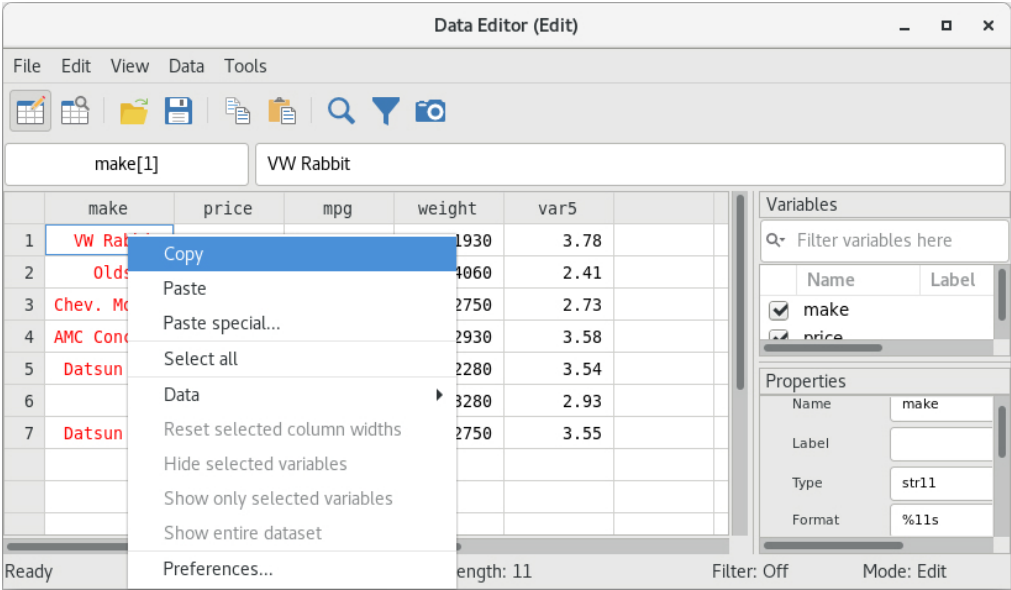 Data Editor (Edit)
File Edit View Data Tools
make[1] VW Rabbit
make price mpg weight var5
1 VW Rab 1930 3.78
2 Olds 4060 2.41
3 Chev. Mo 2750 2.73
4 AMC Conc 2930 3.58
5 Datsun 2280 3.54
6 3280 2.93
7 Datsun 2750 3.55
Copy
Paste
Paste special...
Select all
Data
Reset selected column widths
Hide selected variables
Show only selected variables
Show entire dataset
Preferences...
Variables
Filter variables here
Name Label
make
price
Properties
Name make
Label
Type str11
Format %11s
Ready ength: 11 Filter: Off Mode: Edit